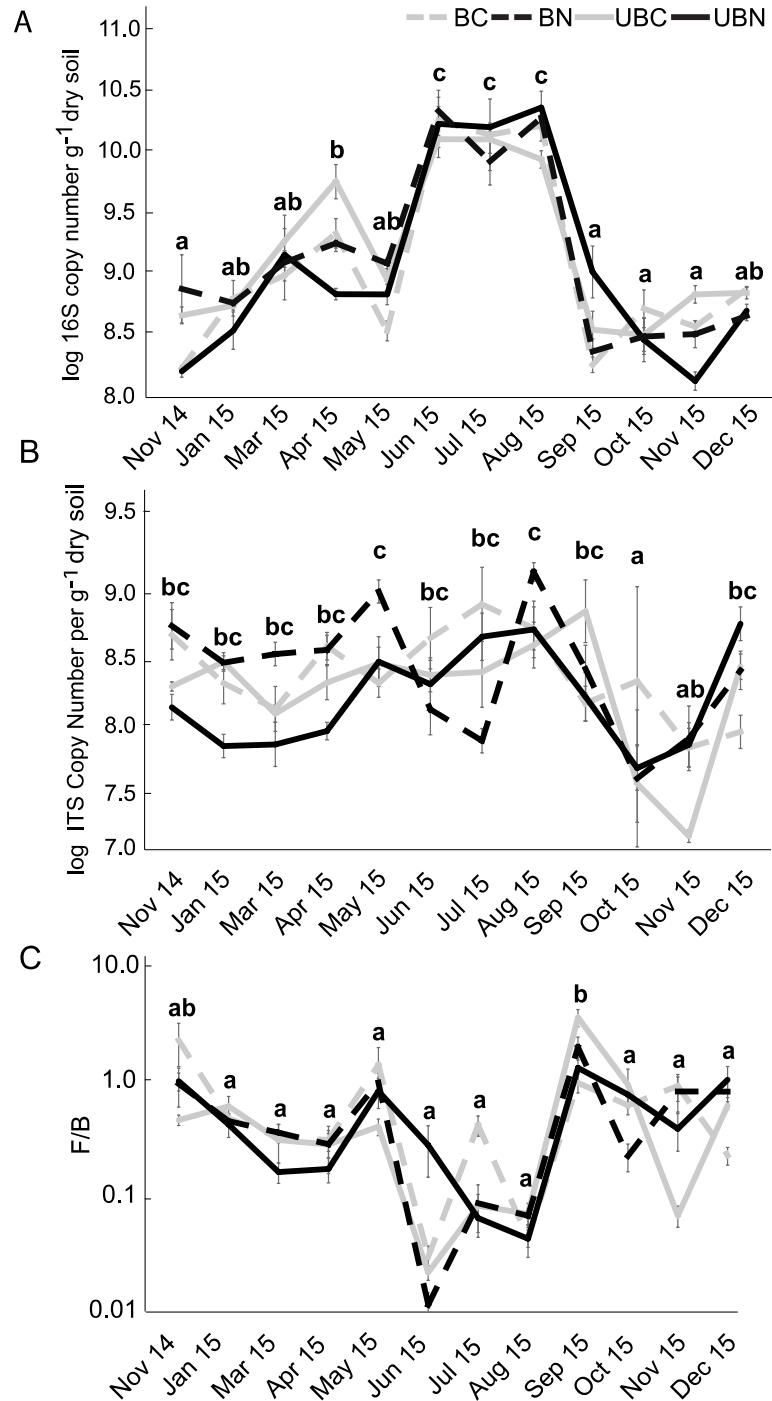 A
BC BN UBC UBN
log 16S copy number g⁻¹ dry soil
11.0
10.5
10.0
9.5
9.0
8.5
8.0
a ab ab b ab c c c a a a ab
Nov 14 Jan 15 Mar 15 Apr 15 May 15 Jun 15 Jul 15 Aug 15 Sep 15 Oct 15 Nov 15 Dec 15
B
log ITS Copy Number per g⁻¹ dry soil
9.5
9.0
8.5
8.0
7.5
7.0
bc bc bc bc c bc bc c bc a ab bc
Nov 14 Jan 15 Mar 15 Apr 15 May 15 Jun 15 Jul 15 Aug 15 Sep 15 Oct 15 Nov 15 Dec 15
C
F/B
10.0
1.0
0.1
0.01
ab a a a a a a a b a a a
Nov 14 Jan 15 Mar 15 Apr 15 May 15 Jun 15 Jul 15 Aug 15 Sep 15 Oct 15 Nov 15 Dec 15